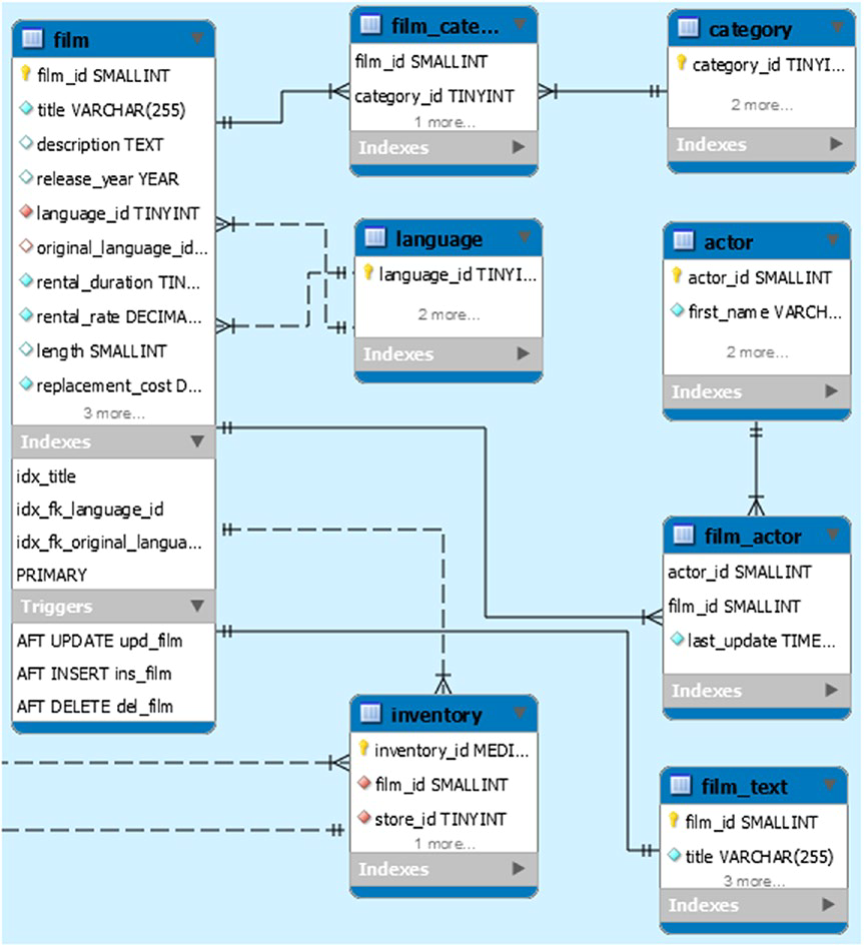 film
film_id SMALLINT
title VARCHAR(255)
description TEXT
release_year YEAR
language_id TINYINT
original_language_id...
rental_duration TIN...
rental_rate DECIMA...
length SMALLINT
replacement_cost D...
3 more...
Indexes
idx_title
idx_fk_language_id
idx_fk_original_langua...
PRIMARY
Triggers
AFT UPDATE upd_film
AFT INSERT ins_film
AFT DELETE del_film
film_cate...
film_id SMALLINT
category_id TINYINT
1 more...
Indexes
category
category_id TINYI...
2 more...
Indexes
language
language_id TINYI...
2 more...
Indexes
actor
actor_id SMALLINT
first_name VARCH...
2 more...
Indexes
film_actor
actor_id SMALLINT
film_id SMALLINT
last_update TIME...
Indexes
inventory
inventory_id MEDI...
film_id SMALLINT
store_id TINYINT
1 more...
Indexes
film_text
film_id SMALLINT
title VARCHAR(255)
3 more...
Indexes